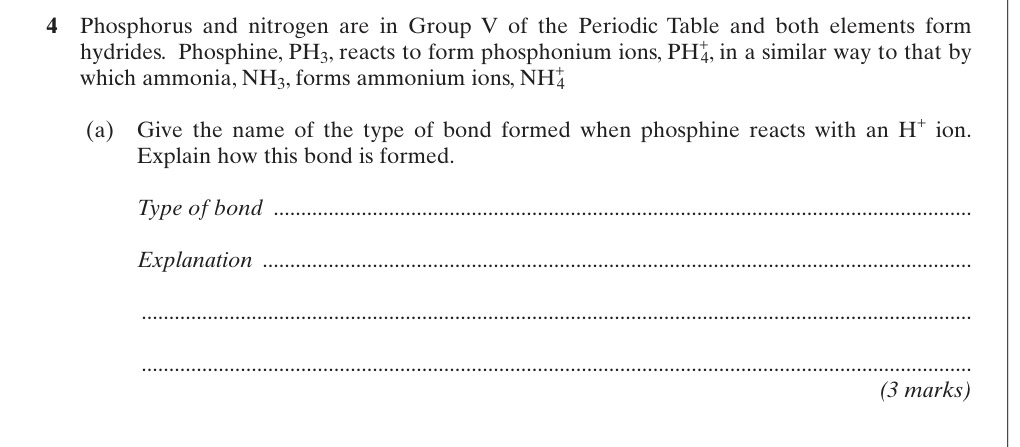 4 Phosphorus and nitrogen are in Group V of the Periodic Table and both elements form
hydrides. Phosphine, PH₃, reacts to form phosphonium ions, PH₄⁺, in a similar way to that by
which ammonia, NH₃, forms ammonium ions, NH₄⁺
(a) Give the name of the type of bond formed when phosphine reacts with an H⁺ ion.
Explain how this bond is formed.
Type of bond ..........
Explanation ..........
..........
..........
(3 marks)